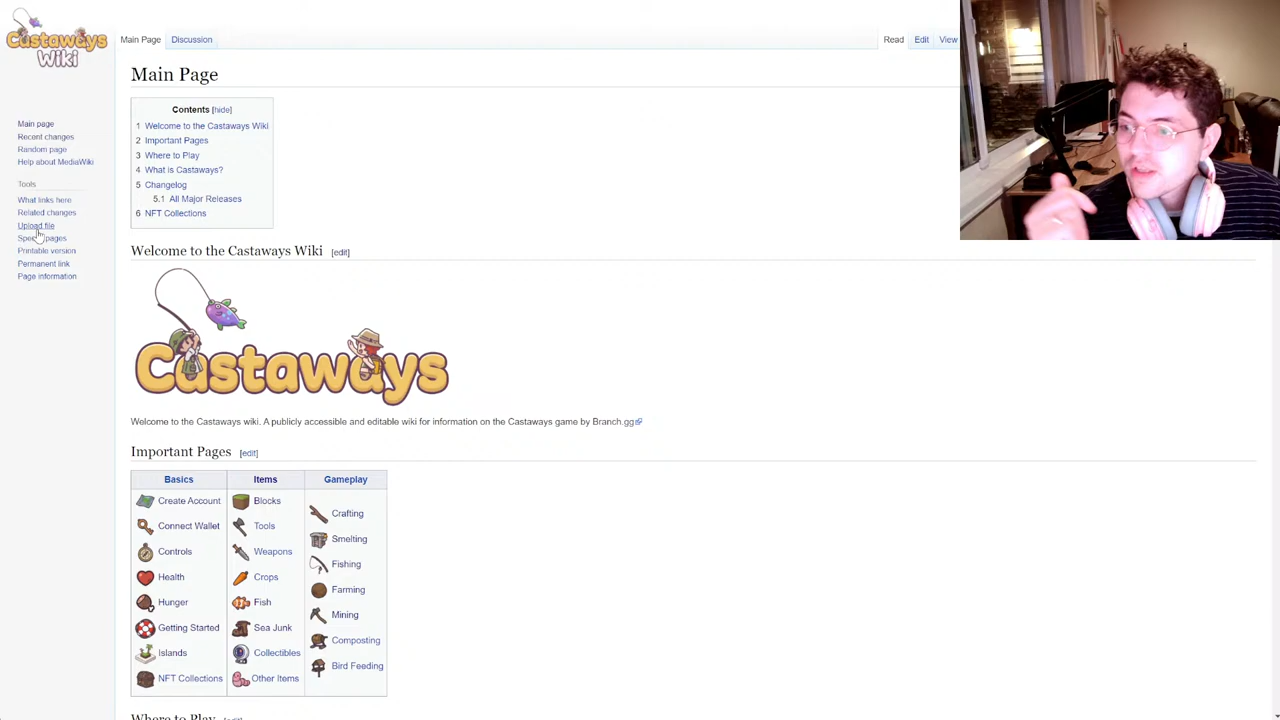 Castaways
Wiki
Main Page
Discussion
Read
Edit
View
Main page
Recent changes
Random page
Help about MediaWiki
Tools
What links here
Related changes
Upload file
pages
Printable version
Permanent link
Page information
Main Page
Contents [hide]
1 Welcome to the Castaways Wiki
2 Important Pages
3 Where to Play
4 What is Castaways?
5 Changelog
5.1 All Major Releases
6 NFT Collections
Welcome to the Castaways Wiki [edit]
Castaways
Welcome to the Castaways wiki. A publicly accessible and editable wiki for information on the Castaways game by Branch.gg
Important Pages [edit]
Basics Items Gameplay
Create Account
Connect Wallet
Controls
Health
Hunger
Getting Started
Islands
NFT Collections
Blocks
Tools
Weapons
Crops
Fish
Sea Junk
Collectibles
Other Items
Crafting
Smelting
Fishing
Farming
Mining
Composting
Bird Feeding
Where to Play [edit]